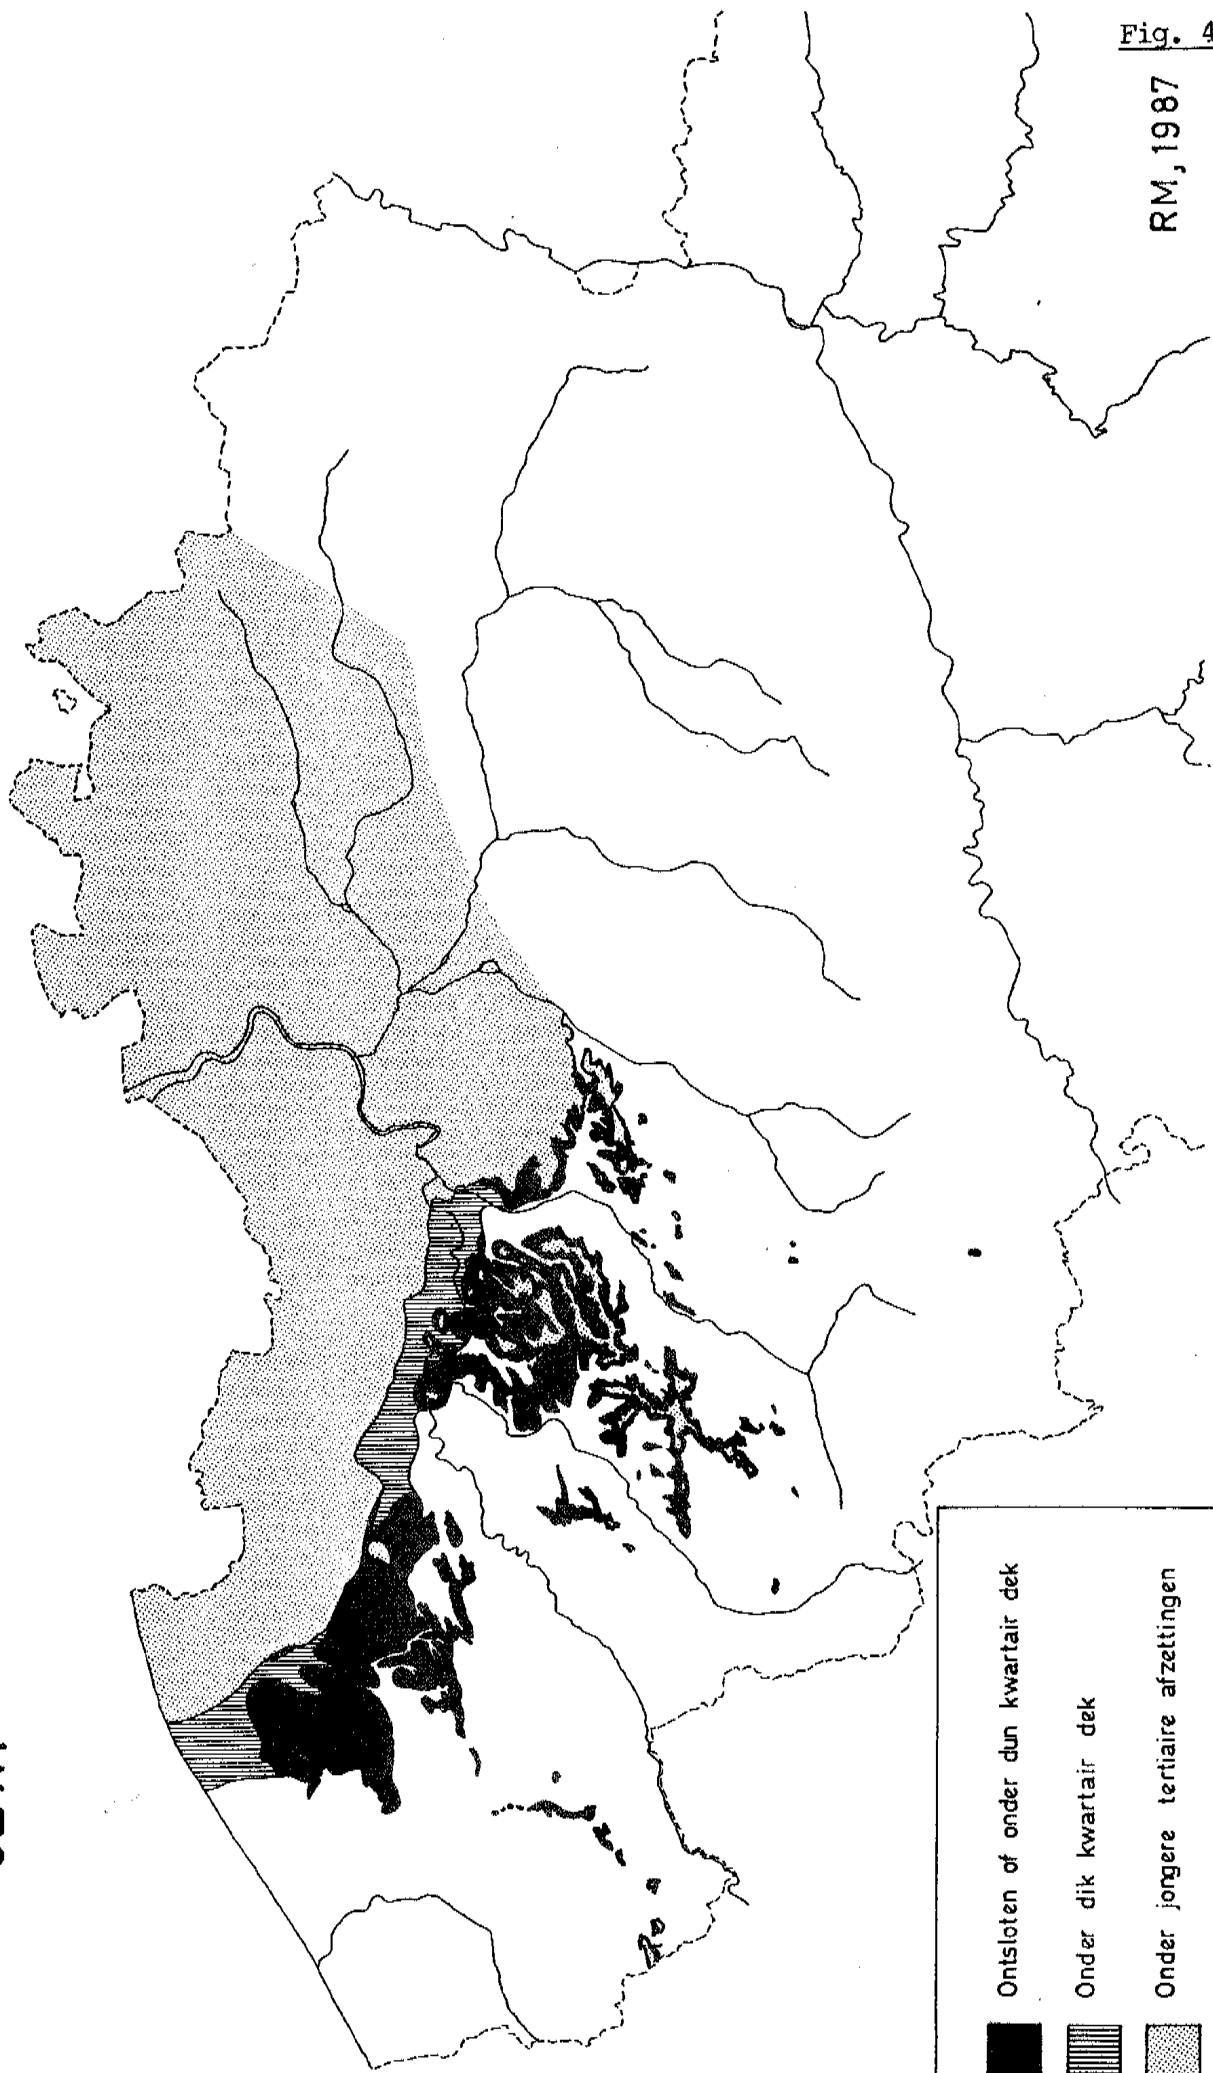 Fig. 4
RM, 1987
Ontsloten of onder dun kwartair dek
Onder dik kwartair dek
Onder jongere tertiaire afzettingen